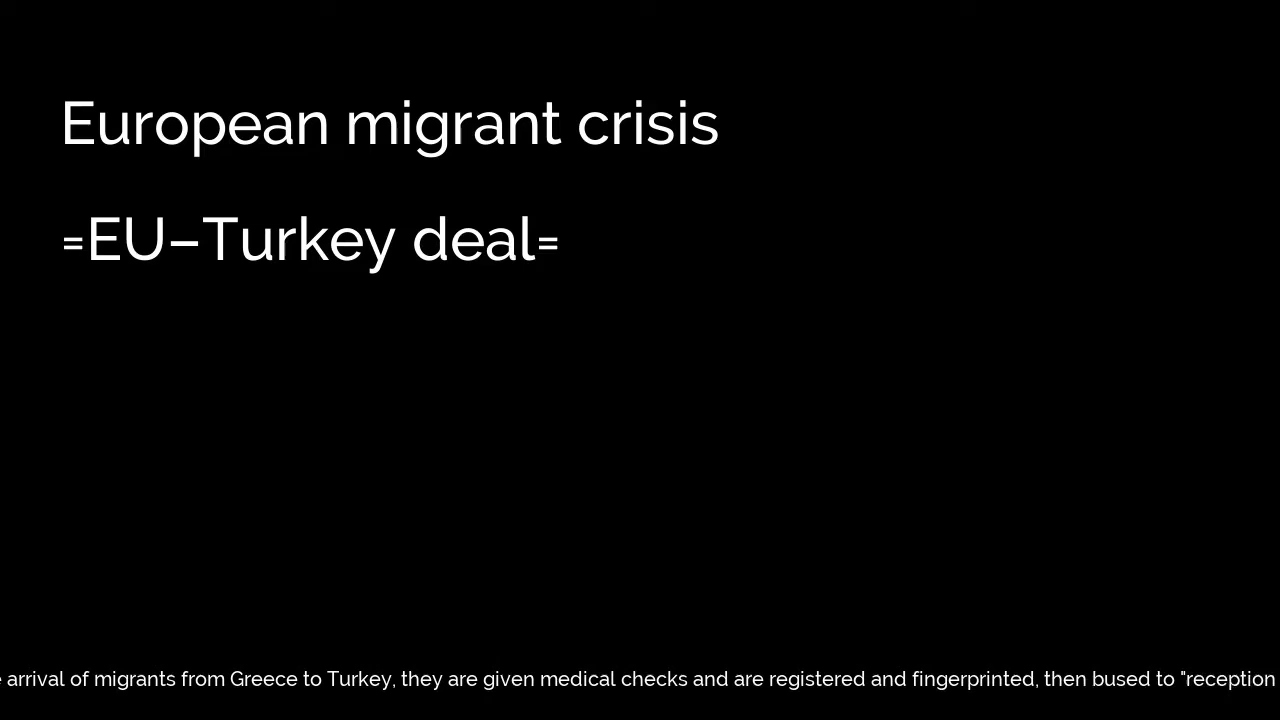 European migrant crisis
=EU–Turkey deal=
arrival of migrants from Greece to Turkey, they are given medical checks and are registered and fingerprinted, then bused to "reception